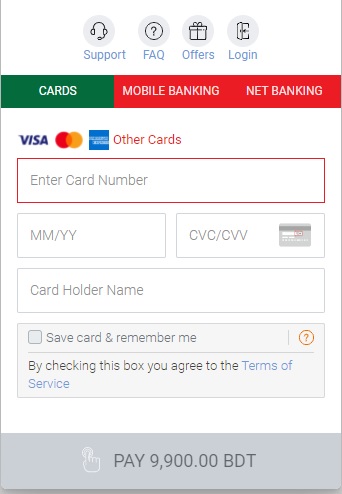 Support FAQ Offers Login
CARDS MOBILE BANKING NET BANKING
VISA Other Cards
Enter Card Number
MM/YY CVC/CVV
Card Holder Name
Save card & remember me ?
By checking this box you agree to the Terms of
Service
PAY 9,900.00 BDT